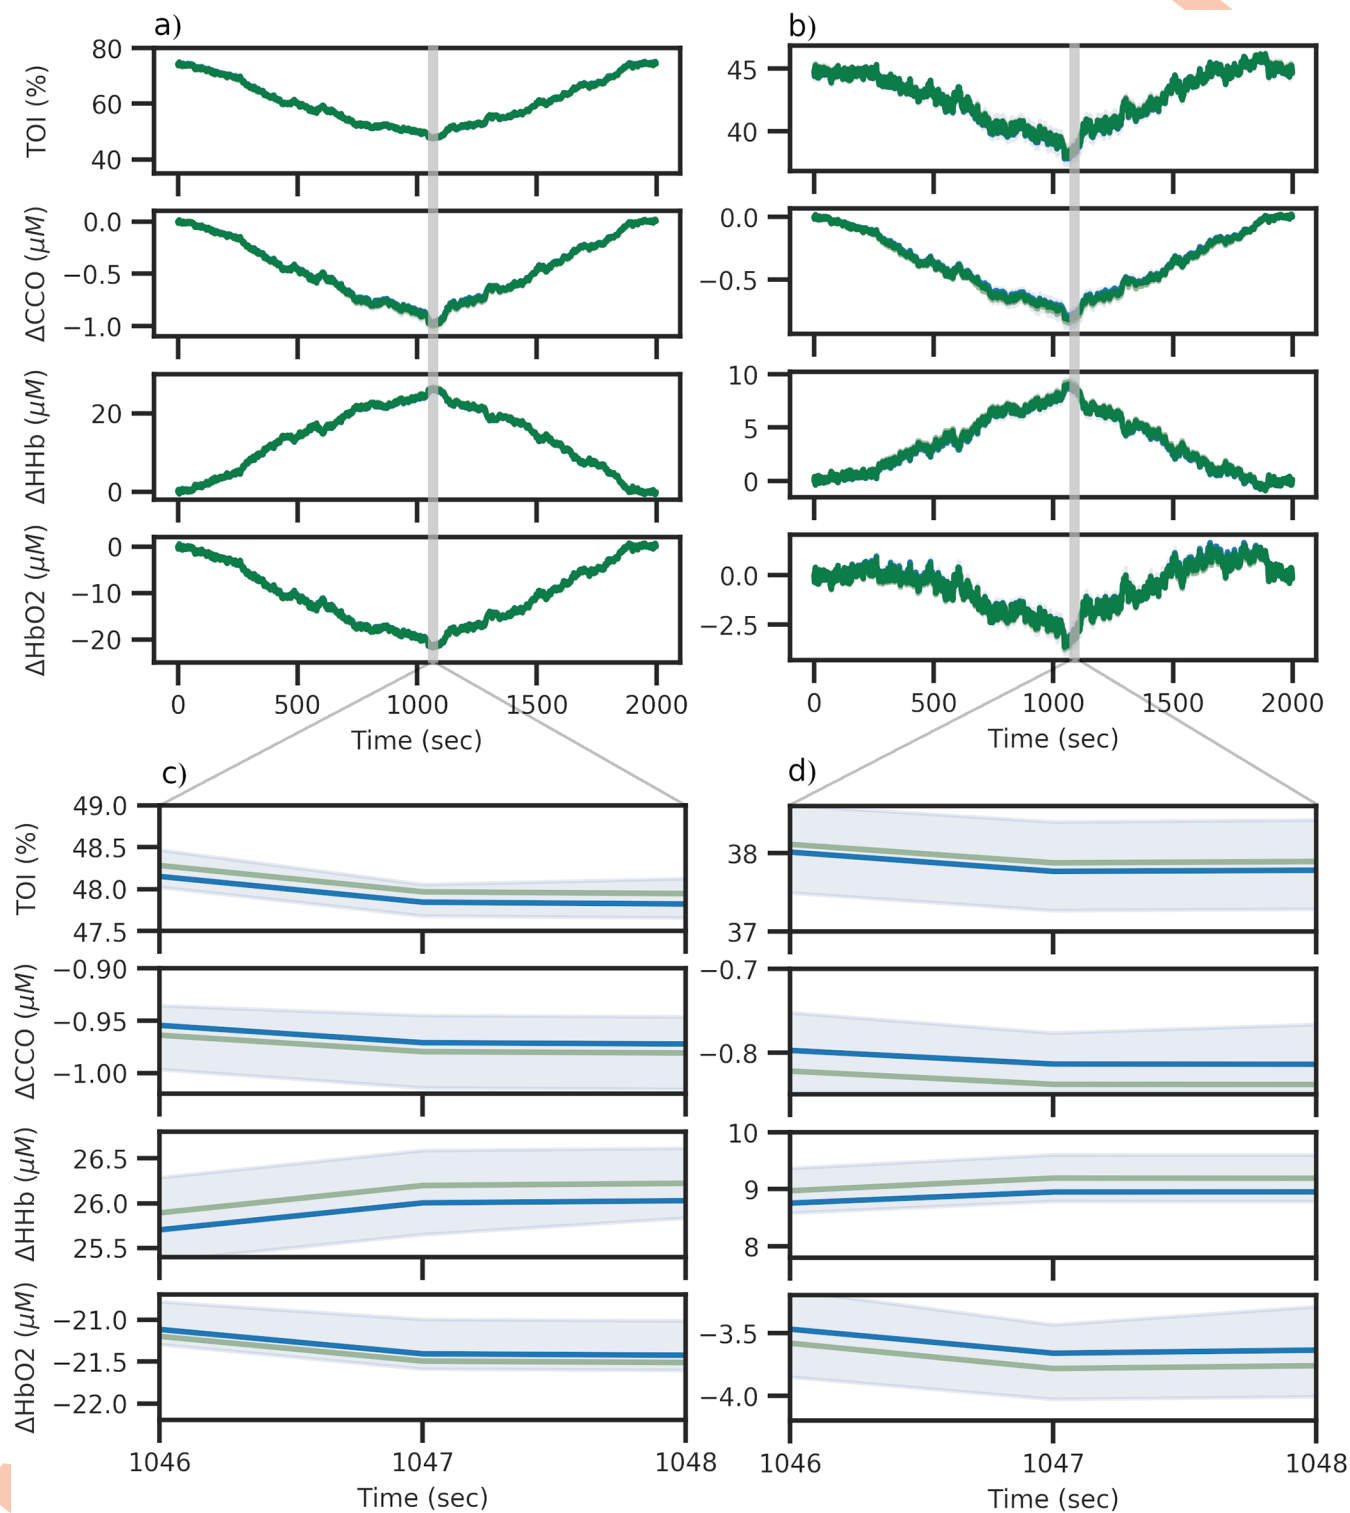 a)
TOI (%)
80
60
40
ΔCCO (μM)
0.0
−0.5
−1.0
ΔHHb (μM)
20
0
ΔHbO2 (μM)
0
−10
−20
0 500 1000 1500 2000
Time (sec)
b)
45
40
0.0
−0.5
10
5
0
0.0
−2.5
0 500 1000 1500 2000
Time (sec)
c)
TOI (%)
49.0
48.5
48.0
47.5
ΔCCO (μM)
−0.90
−0.95
−1.00
ΔHHb (μM)
26.5
26.0
25.5
ΔHbO2 (μM)
−21.0
−21.5
−22.0
1046 1047 1048
Time (sec)
d)
38
37
−0.7
−0.8
10
9
8
−3.5
−4.0
1046 1047 1048
Time (sec)